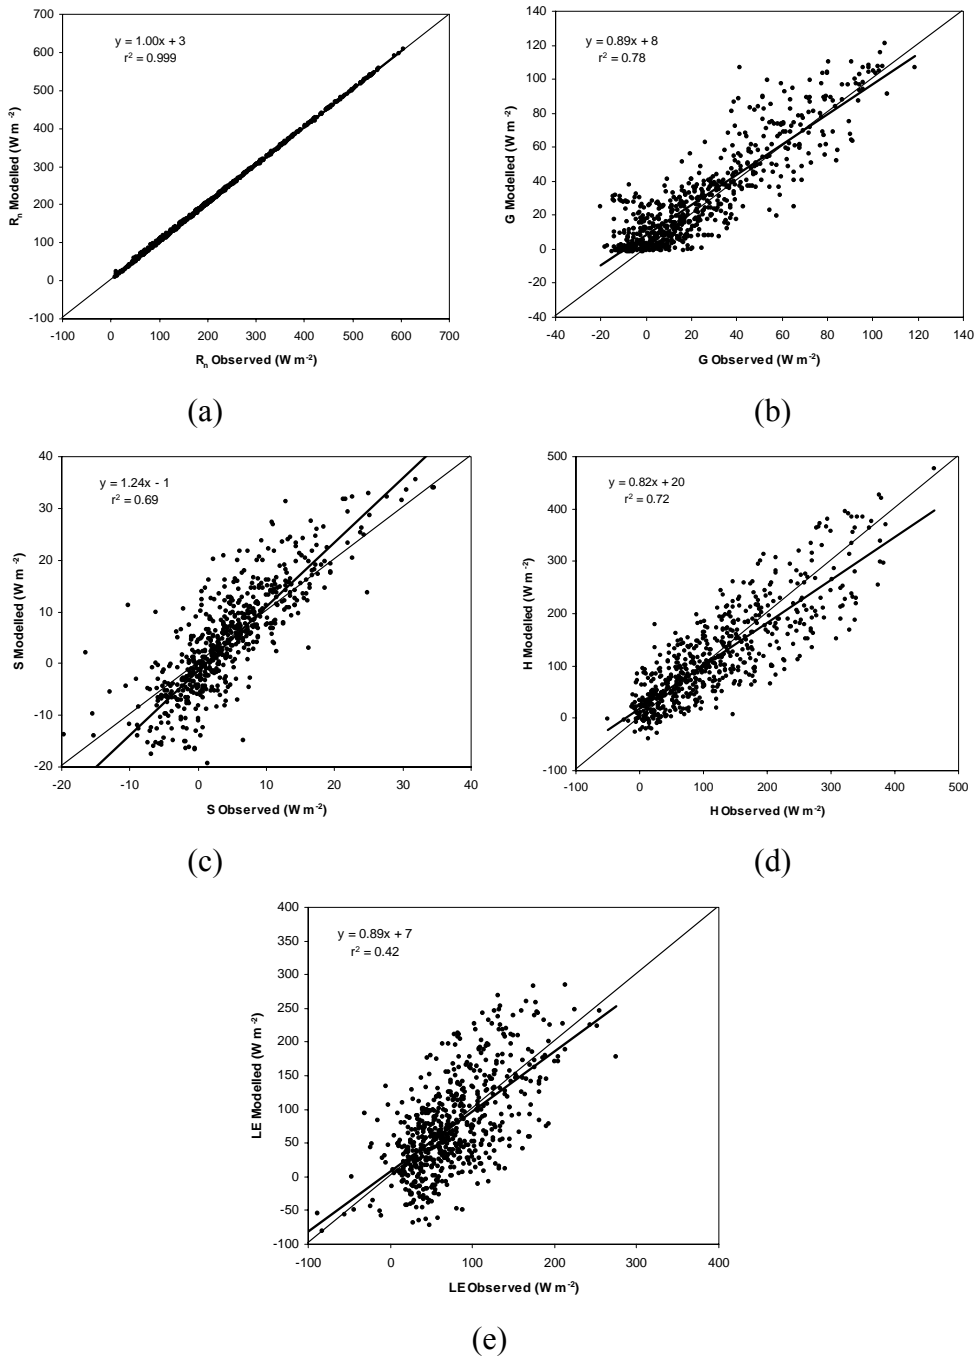 700
600
500
400
300
200
100
0
-100
-100 0 100 200 300 400 500 600 700
y = 1.00x + 3
r² = 0.999
Rₙ Modelled (W m⁻²)
Rₙ Observed (W m⁻²)
(a)
140
120
100
80
60
40
20
0
-20
-40
-40 -20 0 20 40 60 80 100 120 140
y = 0.89x + 8
r² = 0.78
G Modelled (W m⁻²)
G Observed (W m⁻²)
(b)
40
30
20
10
0
-10
-20
-20 -10 0 10 20 30 40
y = 1.24x - 1
r² = 0.69
S Modelled (W m⁻²)
S Observed (W m⁻²)
(c)
500
400
300
200
100
0
-100
-100 0 100 200 300 400 500
y = 0.82x + 20
r² = 0.72
H Modelled (W m⁻²)
H Observed (W m⁻²)
(d)
400
350
300
250
200
150
100
50
0
-50
-100
-100 0 100 200 300 400
y = 0.89x + 7
r² = 0.42
LE Modelled (W m⁻²)
LE Observed (W m⁻²)
(e)